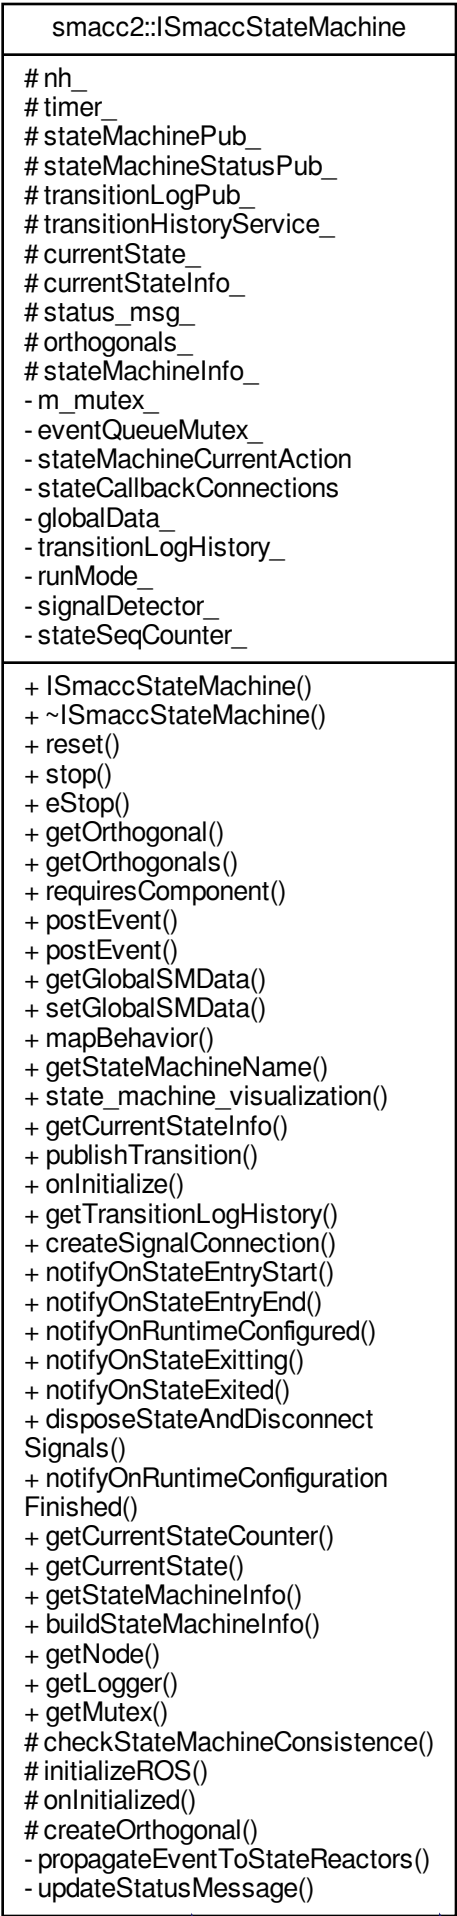 smacc2::ISmaccStateMachine
# nh_
# timer_
# stateMachinePub_
# stateMachineStatusPub_
# transitionLogPub_
# transitionHistoryService_
# currentState_
# currentStateInfo_
# status_msg_
# orthogonals_
# stateMachineInfo_
- m_mutex_
- eventQueueMutex_
- stateMachineCurrentAction
- stateCallbackConnections
- globalData_
- transitionLogHistory_
- runMode_
- signalDetector_
- stateSeqCounter_
+ ISmaccStateMachine()
+ ~ISmaccStateMachine()
+ reset()
+ stop()
+ eStop()
+ getOrthogonal()
+ getOrthogonals()
+ requiresComponent()
+ postEvent()
+ postEvent()
+ getGlobalSMData()
+ setGlobalSMData()
+ mapBehavior()
+ getStateMachineName()
+ state_machine_visualization()
+ getCurrentStateInfo()
+ publishTransition()
+ onInitialize()
+ getTransitionLogHistory()
+ createSignalConnection()
+ notifyOnStateEntryStart()
+ notifyOnStateEntryEnd()
+ notifyOnRuntimeConfigured()
+ notifyOnStateExitting()
+ notifyOnStateExited()
+ disposeStateAndDisconnect
Signals()
+ notifyOnRuntimeConfiguration
Finished()
+ getCurrentStateCounter()
+ getCurrentState()
+ getStateMachineInfo()
+ buildStateMachineInfo()
+ getNode()
+ getLogger()
+ getMutex()
# checkStateMachineConsistence()
# initializeROS()
# onInitialized()
# createOrthogonal()
- propagateEventToStateReactors()
- updateStatusMessage()